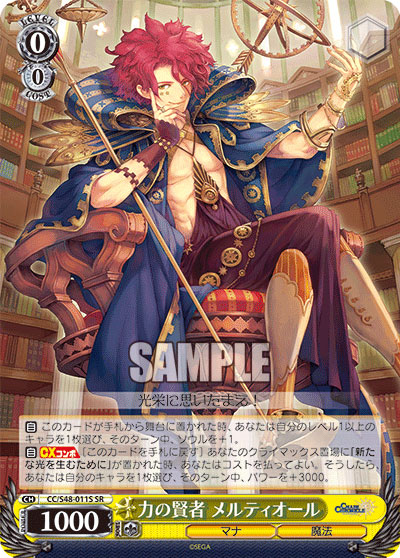 LEVEL
0
0
COST
SAMPLE
光栄に思いたまえ！
このカードが手札から舞台に置かれた時、あなたは自分のレベル1以上の
キャラを1枚選び、そのターン中、ソウルを＋1。
CXコンボ ［このカードを手札に戻す］ あなたのクライマックス置場に「新た
な光を生むために」が置かれた時、あなたはコストを払ってよい。そうしたら、
あなたは自分のキャラを1枚選び、そのターン中、パワーを＋3000。
CH CC/S48-011S SR
1000
力の賢者 メルティオール
CHAIN CHRONICLE
マナ 魔法
©SEGA